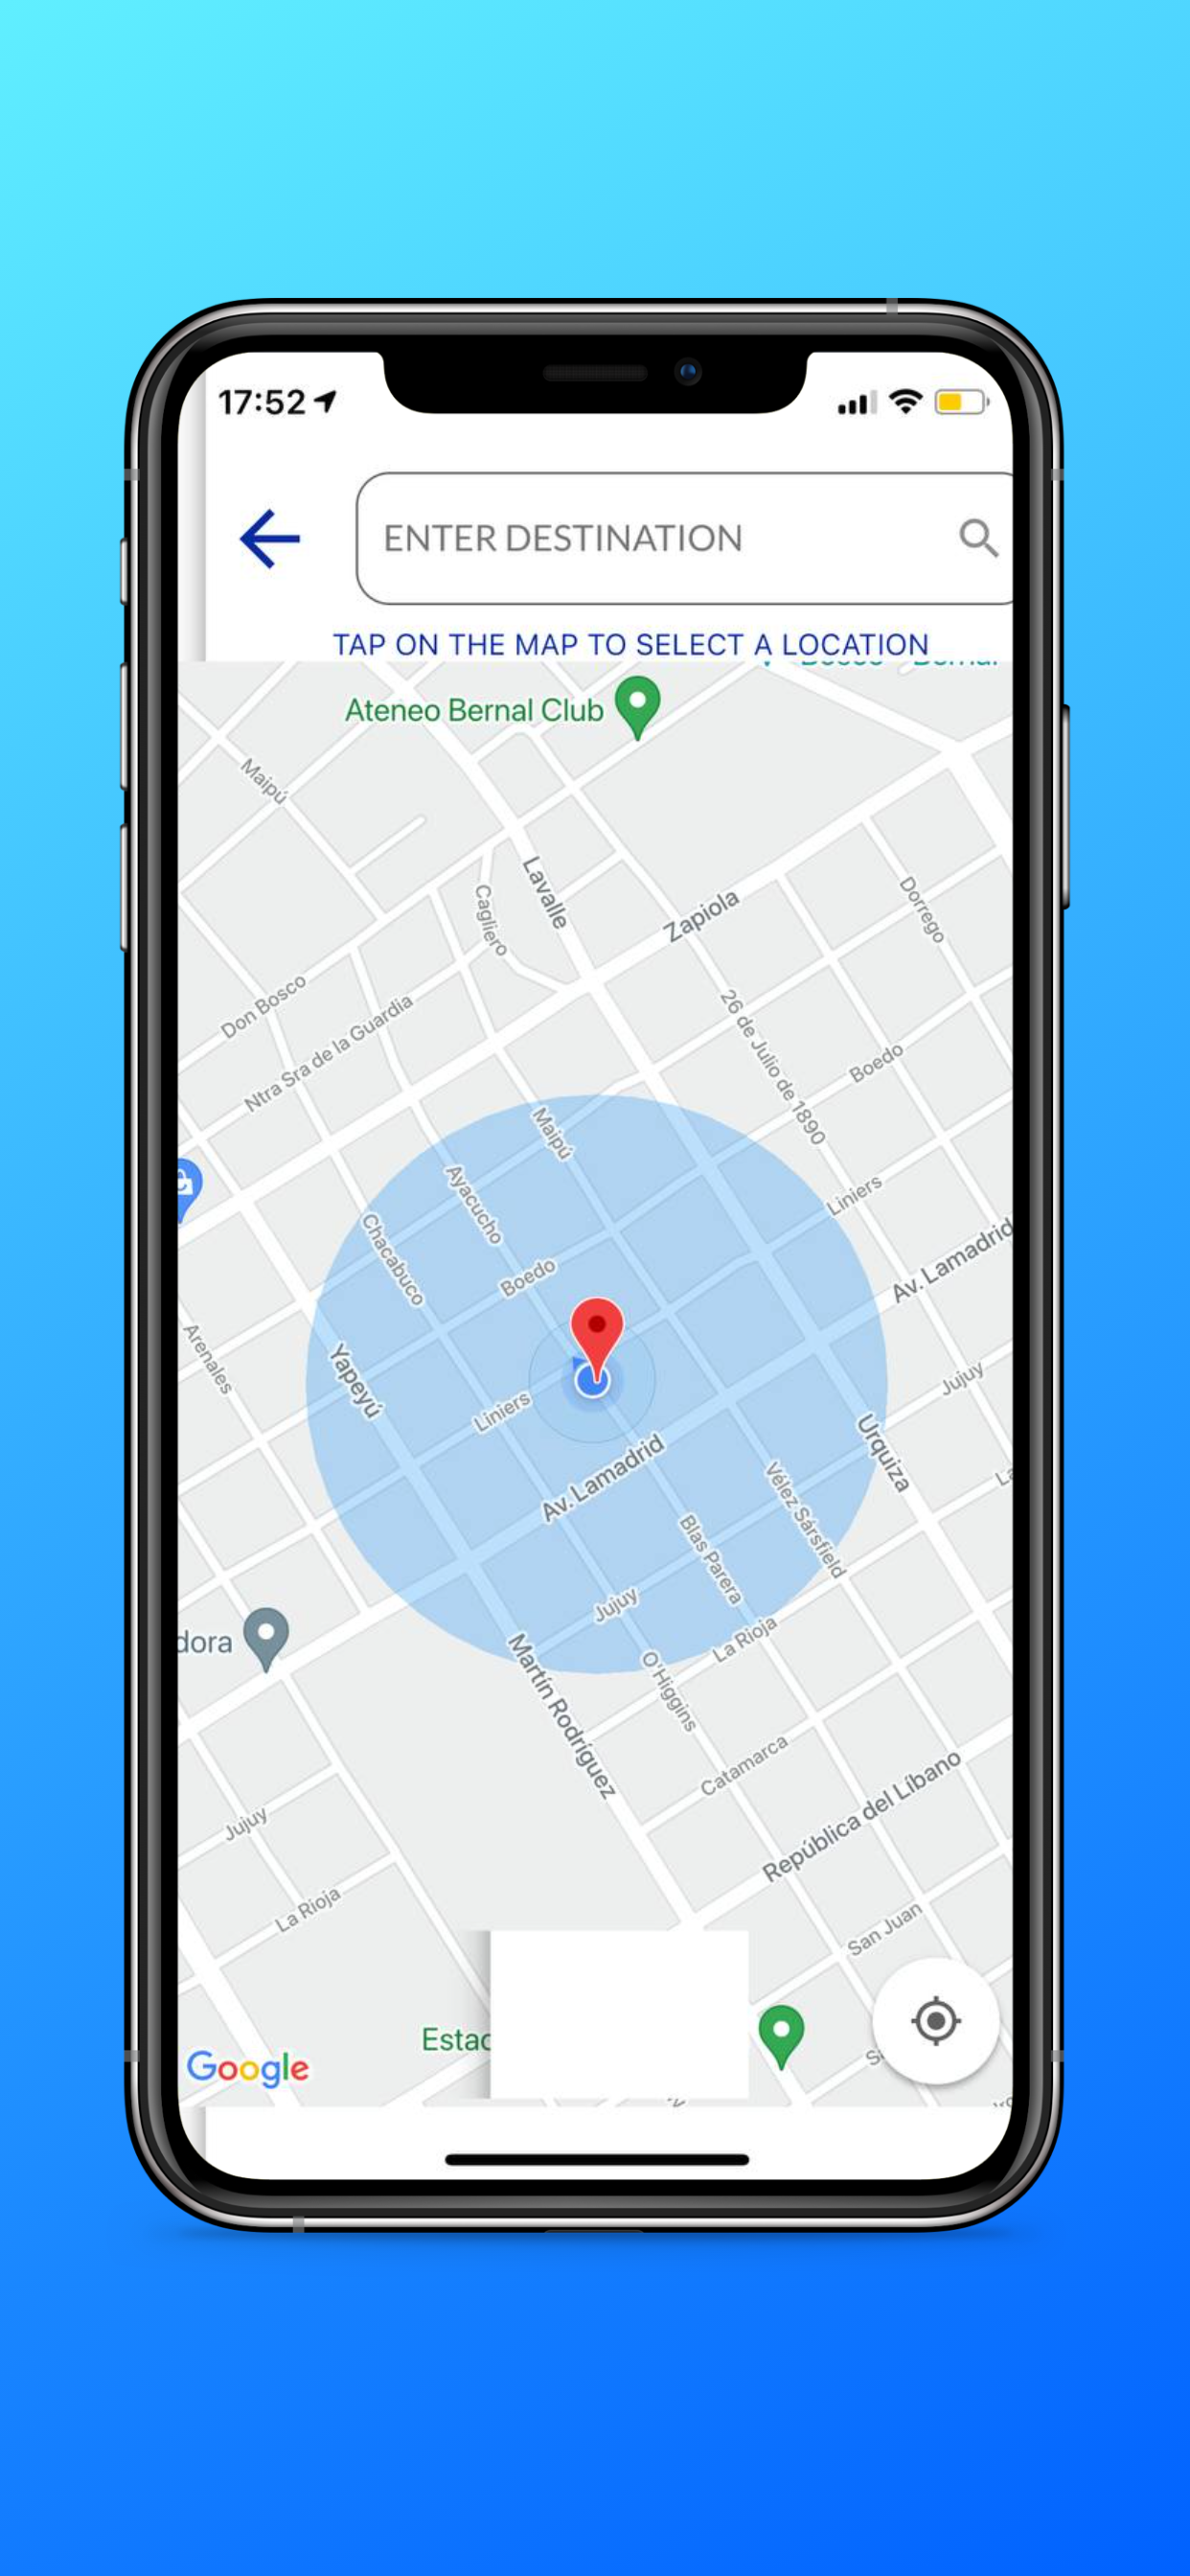 17:52
ENTER DESTINATION
TAP ON THE MAP TO SELECT A LOCATION
Ateneo Bernal Club
Maipú
Lavalle
Cagliero
Zapiola
Dorrego
Don Bosco
Ntra Sra de la Guardia
26 de Julio de 1890
Boedo
Maipú
Ayacucho
Liniers
Chacabuco
Boedo
Av. Lamadrid
Arenales
Yapeyú
Liniers
Jujuy
Urquiza
Av. Lamadrid
Vélez Sársfield
Blas Parera
Jujuy
La Rioja
dora
Martín Rodríguez
O'Higgins
Catamarca
República del Líbano
Jujuy
La Rioja
San Juan
Google